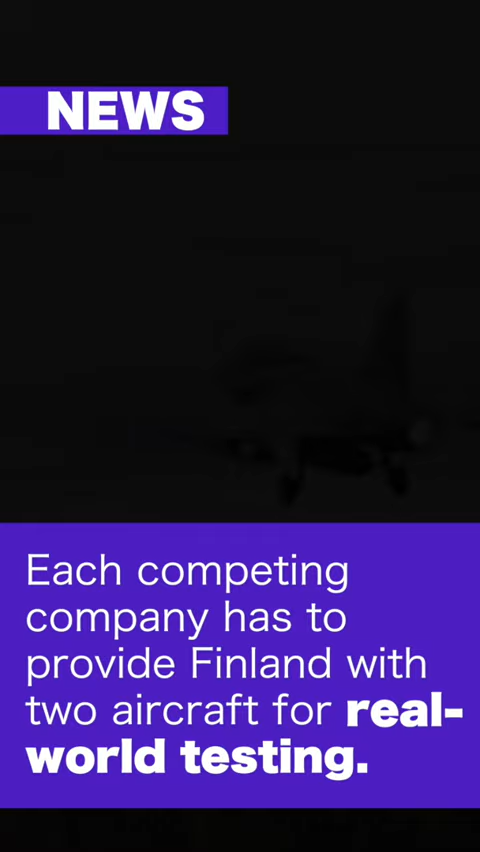 NEWS
Each competing
company has to
provide Finland with
two aircraft for real-
world testing.